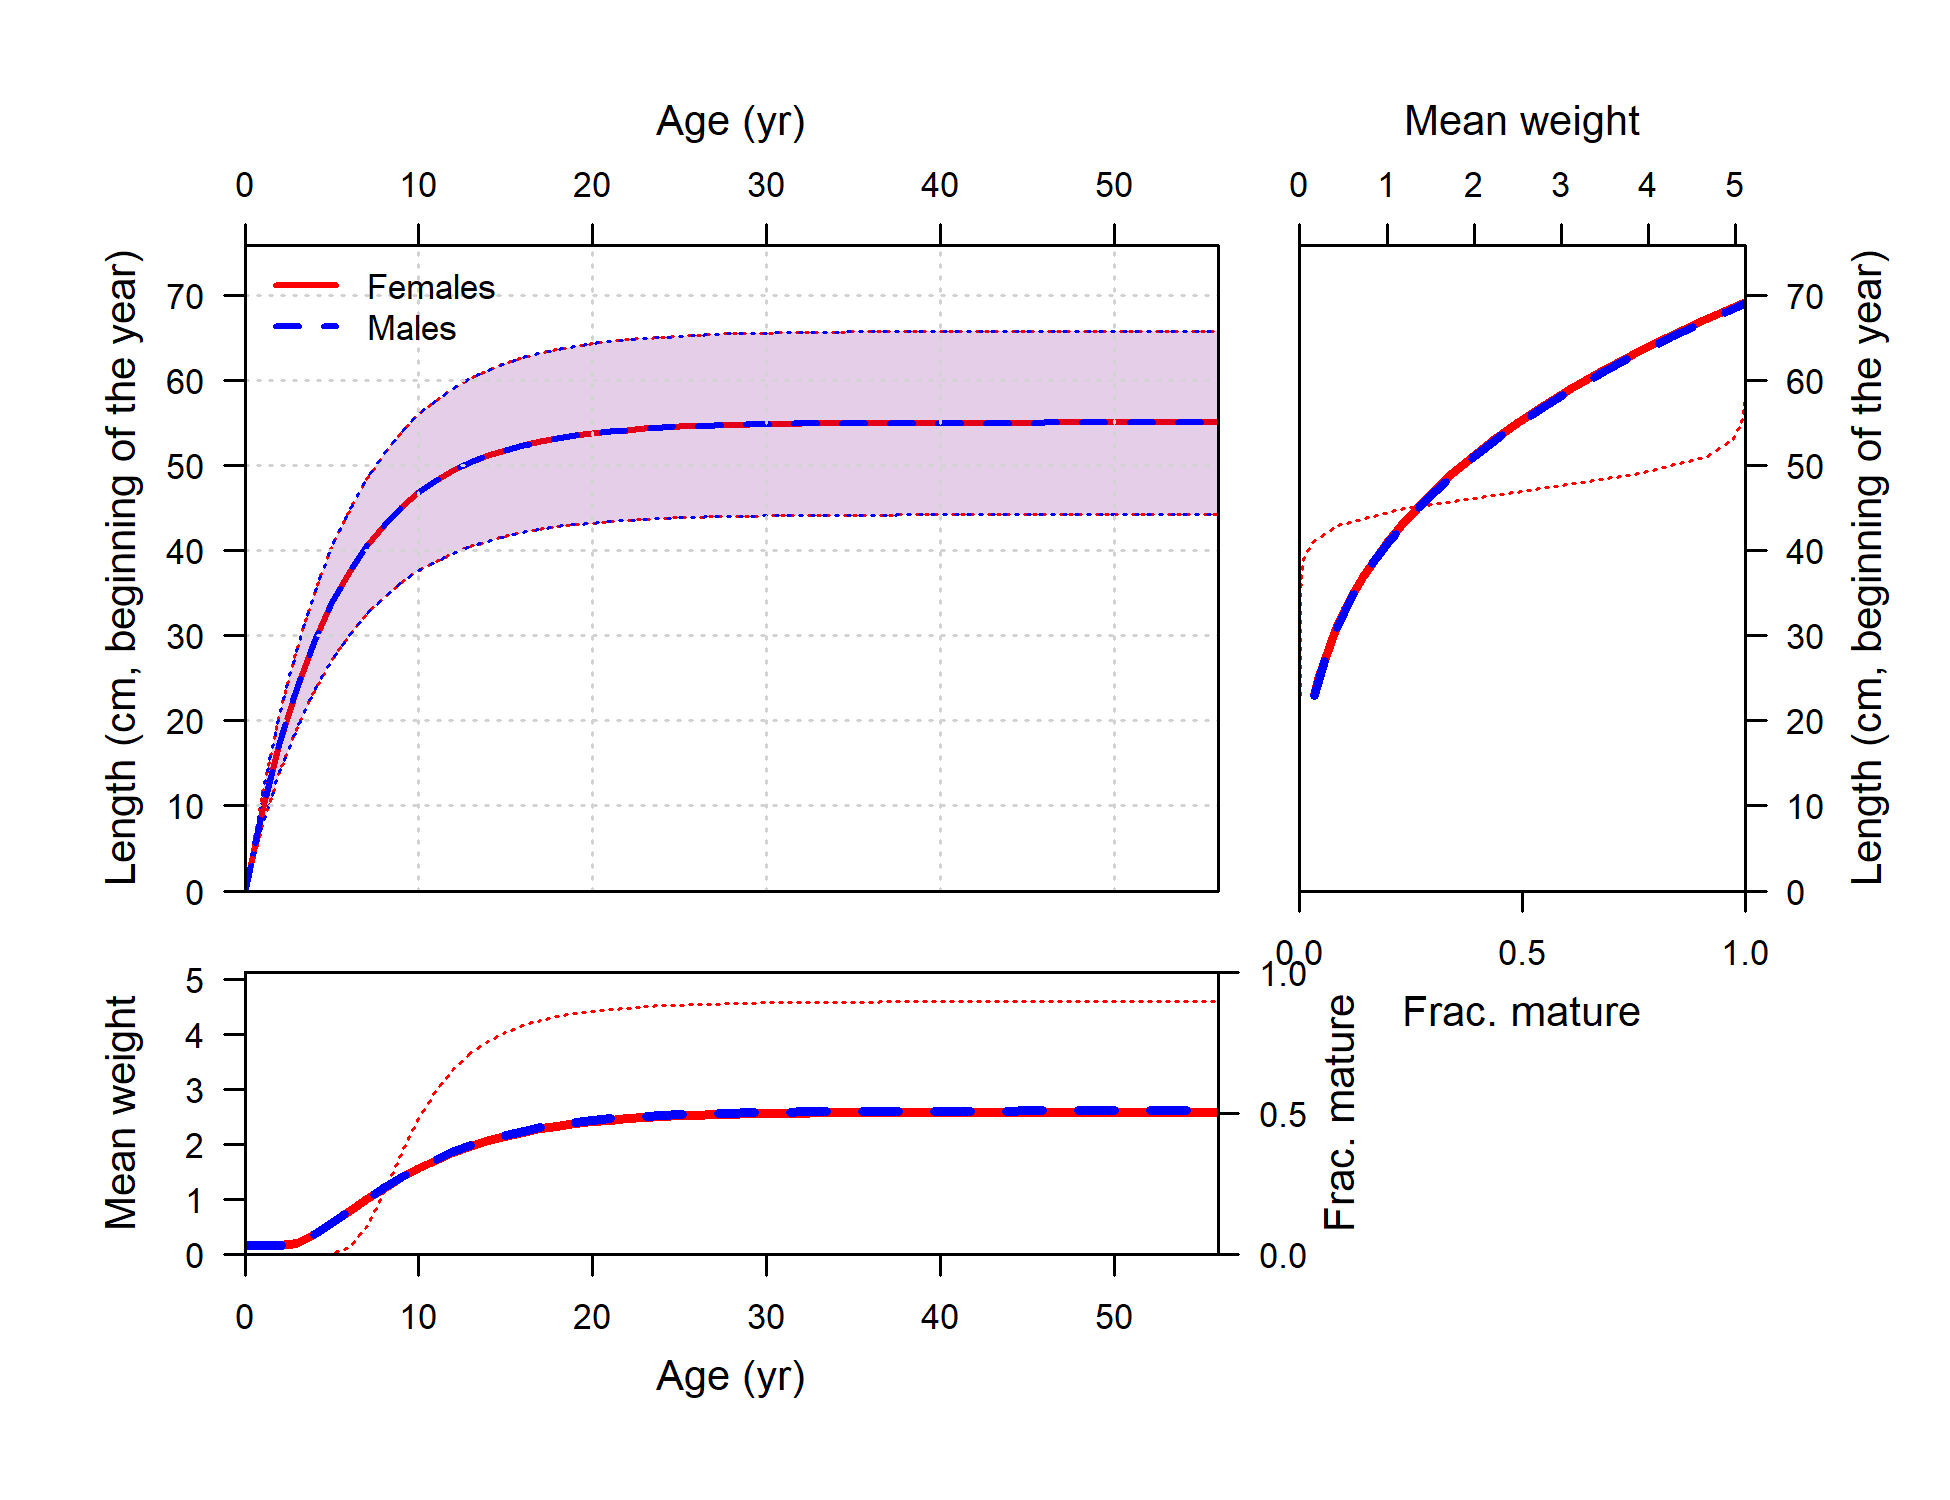 Age (yr)
Mean weight
0 10 20 30 40 50
0 1 2 3 4 5
Length (cm, beginning of the year)
70
60
50
40
30
20
10
0
Females
Males
70
60
50
40
30
20
10
0
Length (cm, beginning of the year)
0.0 0.5 1.0
Frac. mature
Mean weight
5
4
3
2
1
0
1.0
0.5
0.0
Frac. mature
0 10 20 30 40 50
Age (yr)